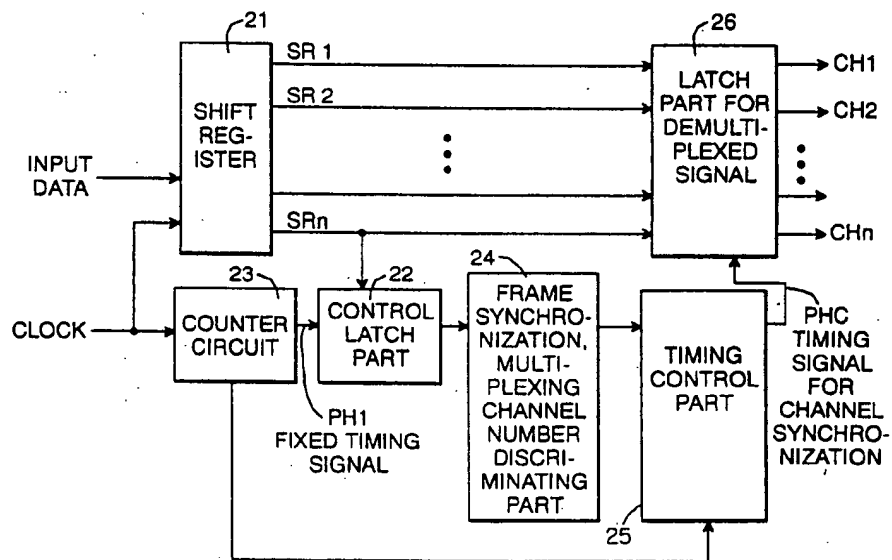 21
SHIFT
REG-
ISTER
SR 1
SR 2
SRn
INPUT
DATA
26
LATCH
PART FOR
DEMULTI-
PLEXED
SIGNAL
CH1
CH2
CHn
CLOCK
23
COUNTER
CIRCUIT
22
CONTROL
LATCH
PART
PH1
FIXED TIMING
SIGNAL
24
FRAME
SYNCHRO-
NIZATION,
MULTI-
PLEXING
CHANNEL
NUMBER
DISCRI-
MINATING
PART
TIMING
CONTROL
PART
25
PHC
TIMING
SIGNAL
FOR
CHANNEL
SYNCHRO-
NIZATION